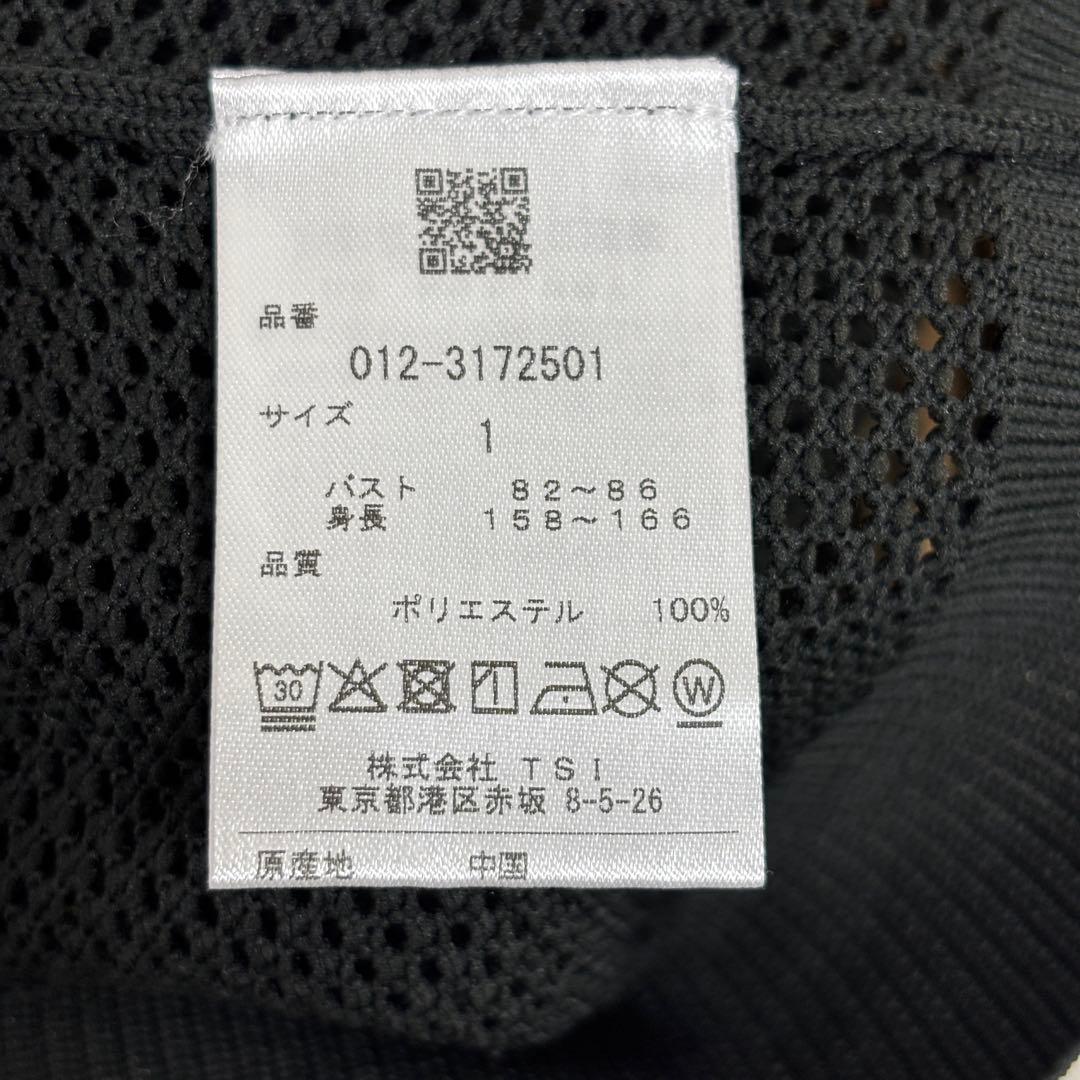 品番
012-3172501
サイズ
1
バスト 82~86
身長 158~166
品質
ポリエステル 100%
30
W
株式会社 TSI
東京都港区赤坂 8-5-26
原産地 中国